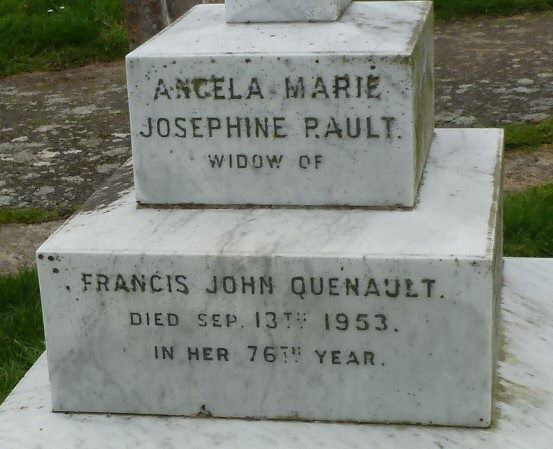 ANGELA MARIE
JOSEPHINE RAULT.
WIDOW OF
FRANCIS JOHN QUENAULT.
DIED SEP. 13TH 1953.
IN HER 76TH YEAR.